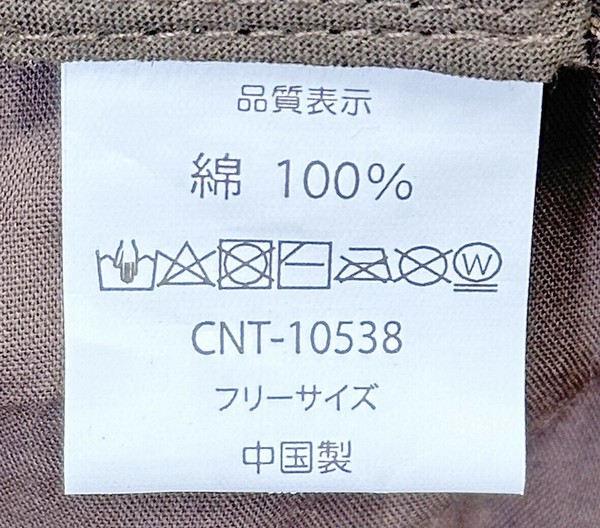 品質表示
綿 100%
W
CNT-10538
フリーサイズ
中国製